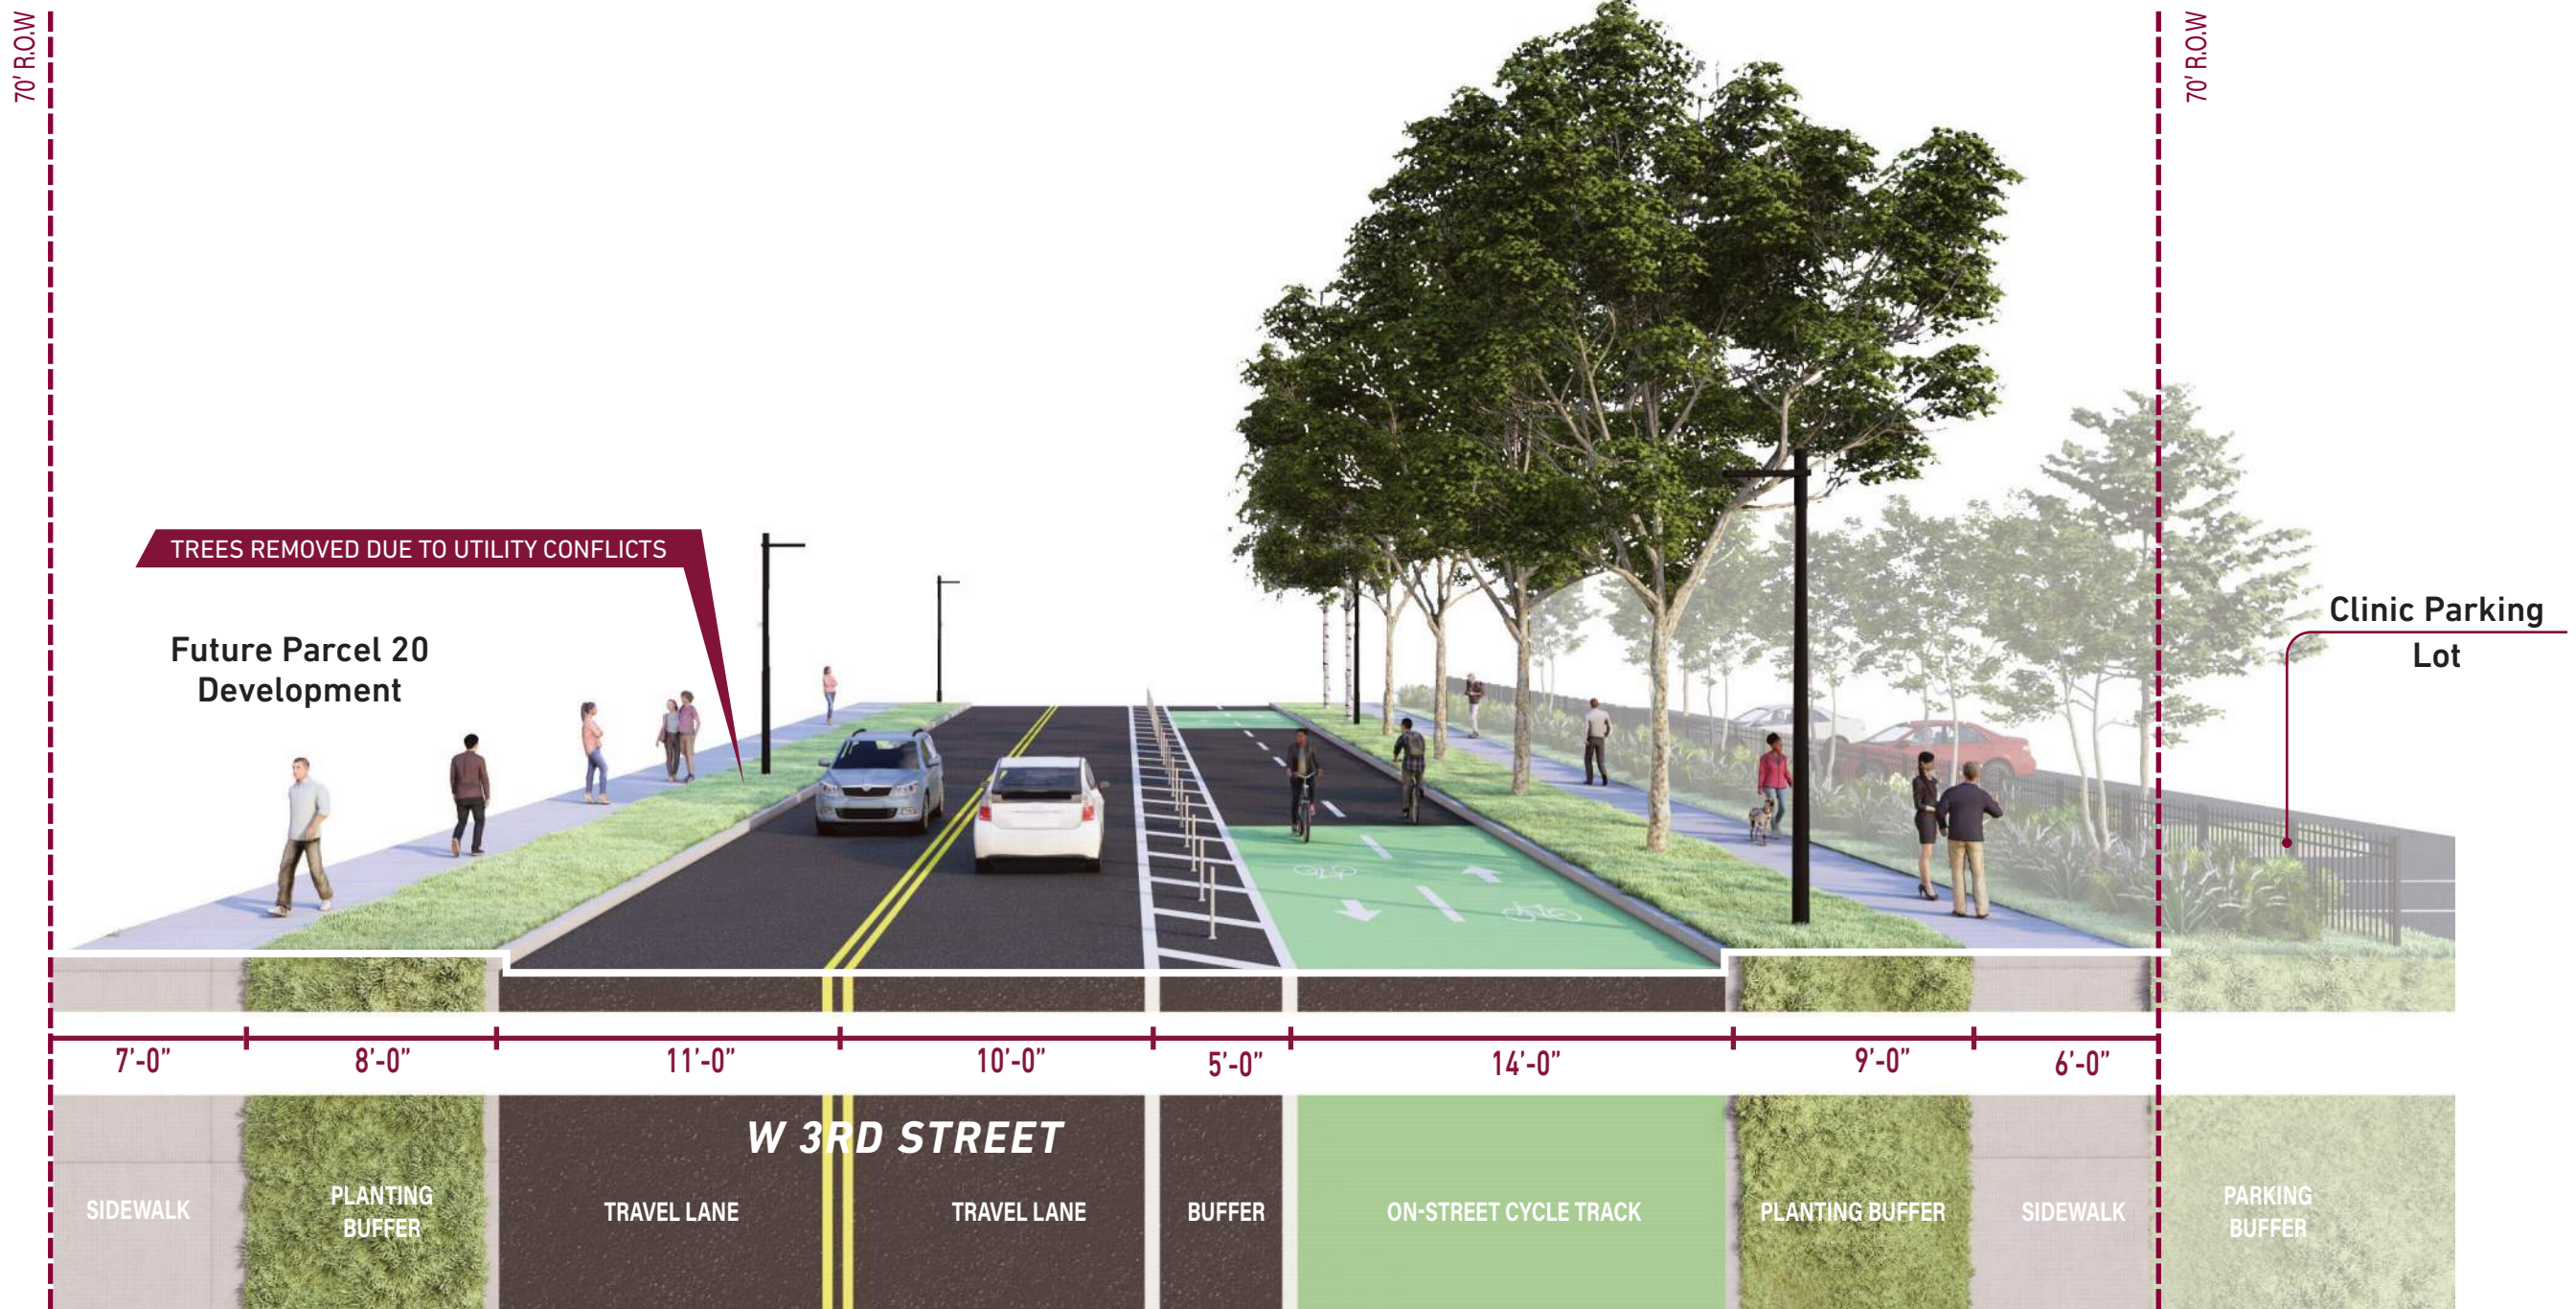 70' R.O.W
70' R.O.W
TREES REMOVED DUE TO UTILITY CONFLICTS
Future Parcel 20
Development
Clinic Parking
Lot
7'-0" 8'-0" 11'-0" 10'-0" 5'-0" 14'-0" 9'-0" 6'-0"
W 3RD STREET
SIDEWALK
PLANTING
BUFFER
TRAVEL LANE
TRAVEL LANE
BUFFER
ON-STREET CYCLE TRACK
PLANTING BUFFER
SIDEWALK
PARKING
BUFFER